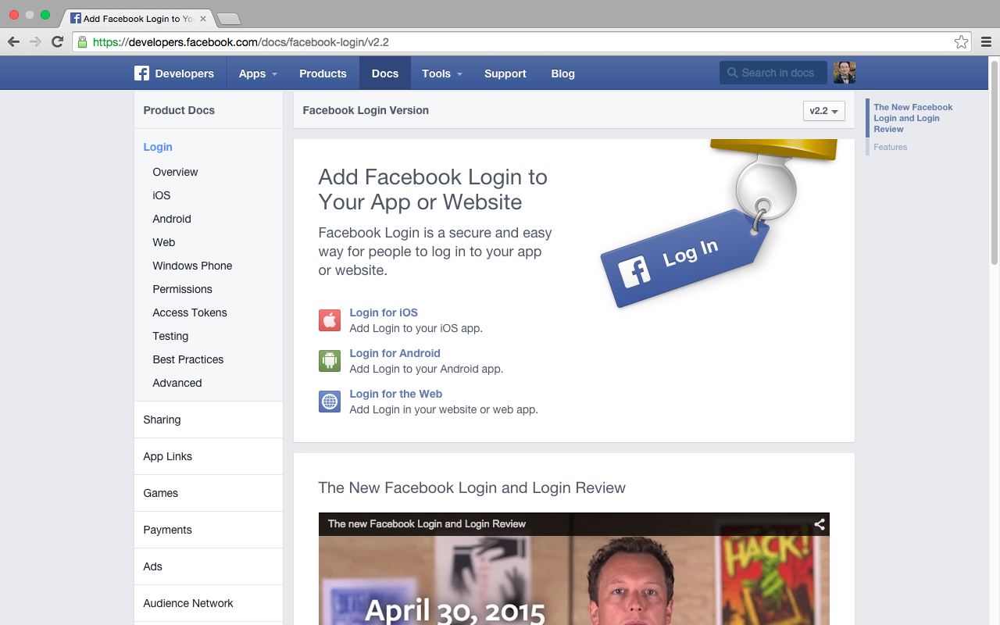 Add Facebook Login to Yo
https://developers.facebook.com/docs/facebook-login/v2.2
Developers
Apps
Products
Docs
Tools
Support
Blog
Search in docs
Product Docs
Login
Overview
iOS
Android
Web
Windows Phone
Permissions
Access Tokens
Testing
Best Practices
Advanced
Sharing
App Links
Games
Payments
Ads
Audience Network
Facebook Login Version
v2.2
Add Facebook Login to
Your App or Website
Facebook Login is a secure and easy
way for people to log in to your app
or website.
Log In
Login for iOS
Add Login to your iOS app.
Login for Android
Add Login to your Android app.
Login for the Web
Add Login in your website or web app.
The New Facebook Login and Login Review
The new Facebook Login and Login Review
HACK!
April 30, 2015
The New Facebook
Login and Login
Review
Features